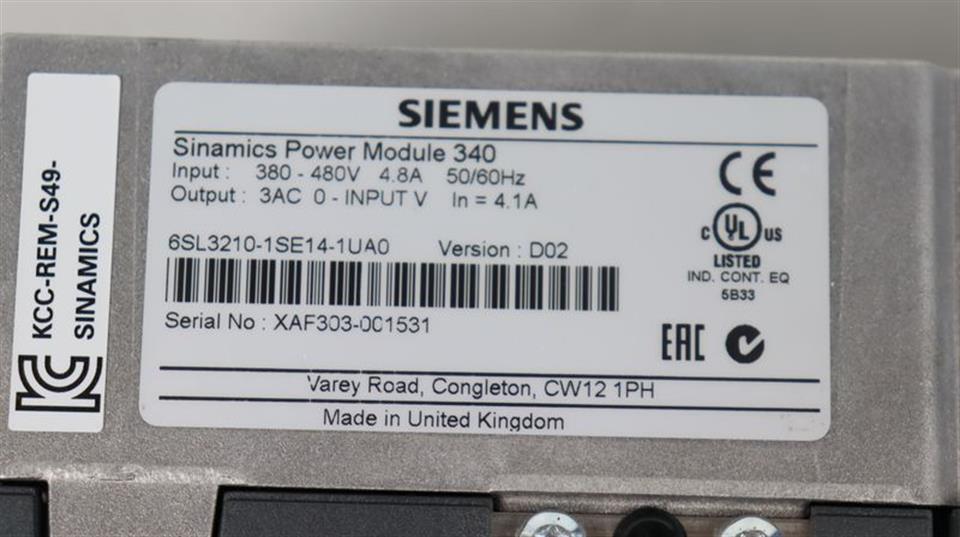 SIEMENS
Sinamics Power Module 340
Input : 380 - 480V 4.8A 50/60Hz
Output : 3AC 0 - INPUT V In = 4.1A
6SL3210-1SE14-1UA0 Version : D02
Serial No : XAF303-001531
CE
C UL US
LISTED
IND. CONT. EQ
5B33
EAC
Varey Road, Congleton, CW12 1PH
Made in United Kingdom
KCC-REM-S49-
SINAMICS